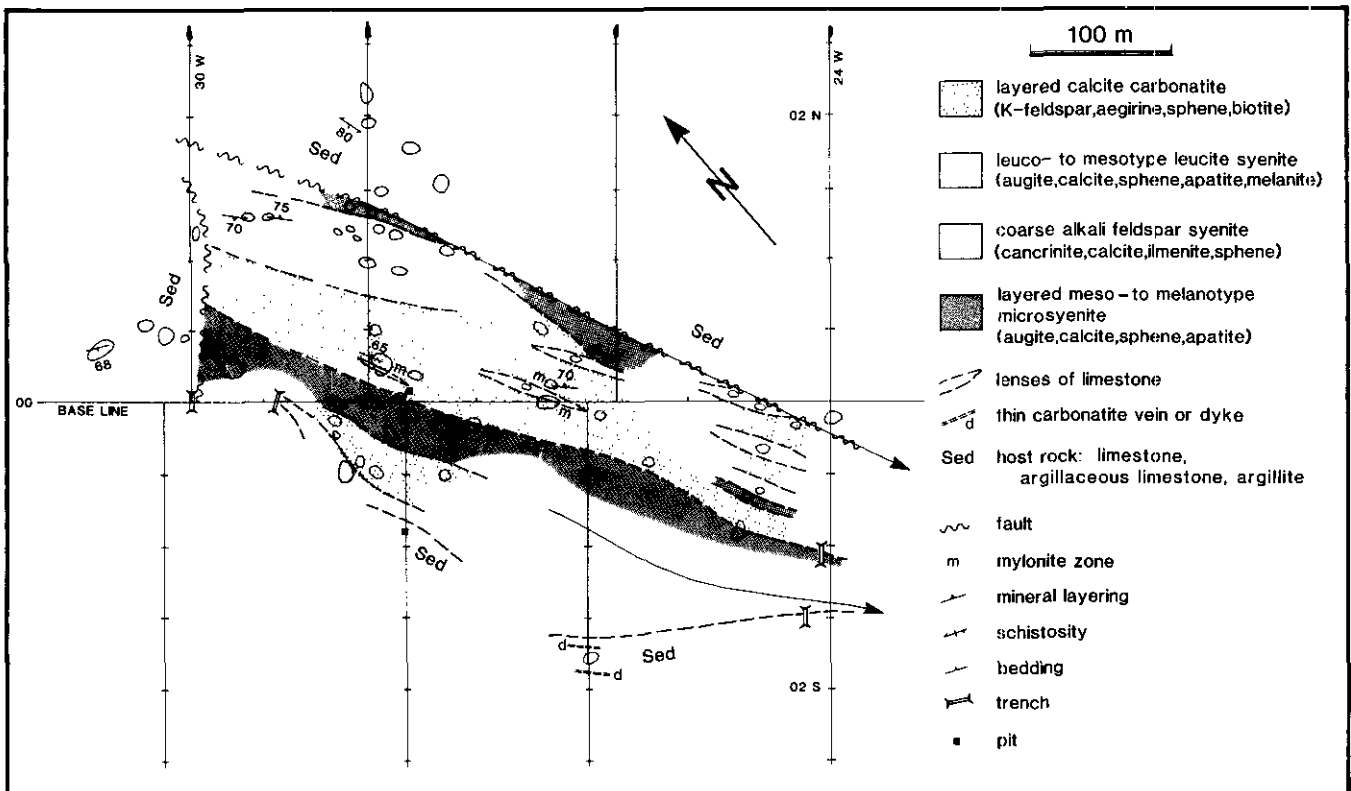 100 m
30 W
24 W
02 N
layered calcite carbonatite
(K-feldspar,aegirine,sphene,biotite)
80
Sed
N
leuco- to mesotype leucite syenite
(augite,calcite,sphene,apatite,melanite)
75
70
coarse alkali feldspar syenite
(cancrinite,calcite,ilmenite,sphene)
Sed
layered meso-to melanotype
microsyenite
(augite,calcite,sphene,apatite)
Sed
68
65
m
m
70
m
lenses of limestone
00
BASE LINE
d
thin carbonatite vein or dyke
Sed
host rock: limestone,
argillaceous limestone, argillite
fault
Sed
m
mylonite zone
mineral layering
schistosity
Sed
d
d
bedding
02 S
trench
pit